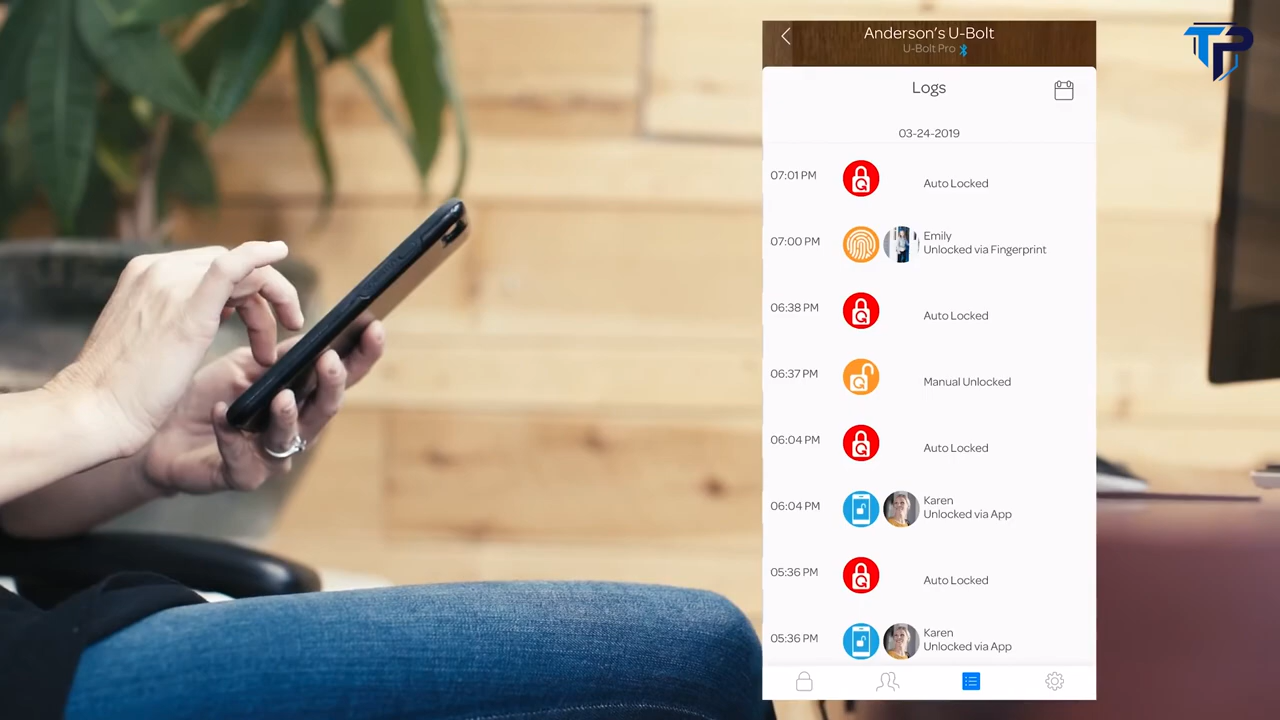 Anderson's U-Bolt
U-Bolt Pro
Logs
03-24-2019
07:01 PM
Auto Locked
07:00 PM
Emily
Unlocked via Fingerprint
06:38 PM
Auto Locked
06:37 PM
Manual Unlocked
06:04 PM
Auto Locked
06:04 PM
Karen
Unlocked via App
05:36 PM
Auto Locked
05:36 PM
Karen
Unlocked via App
TP